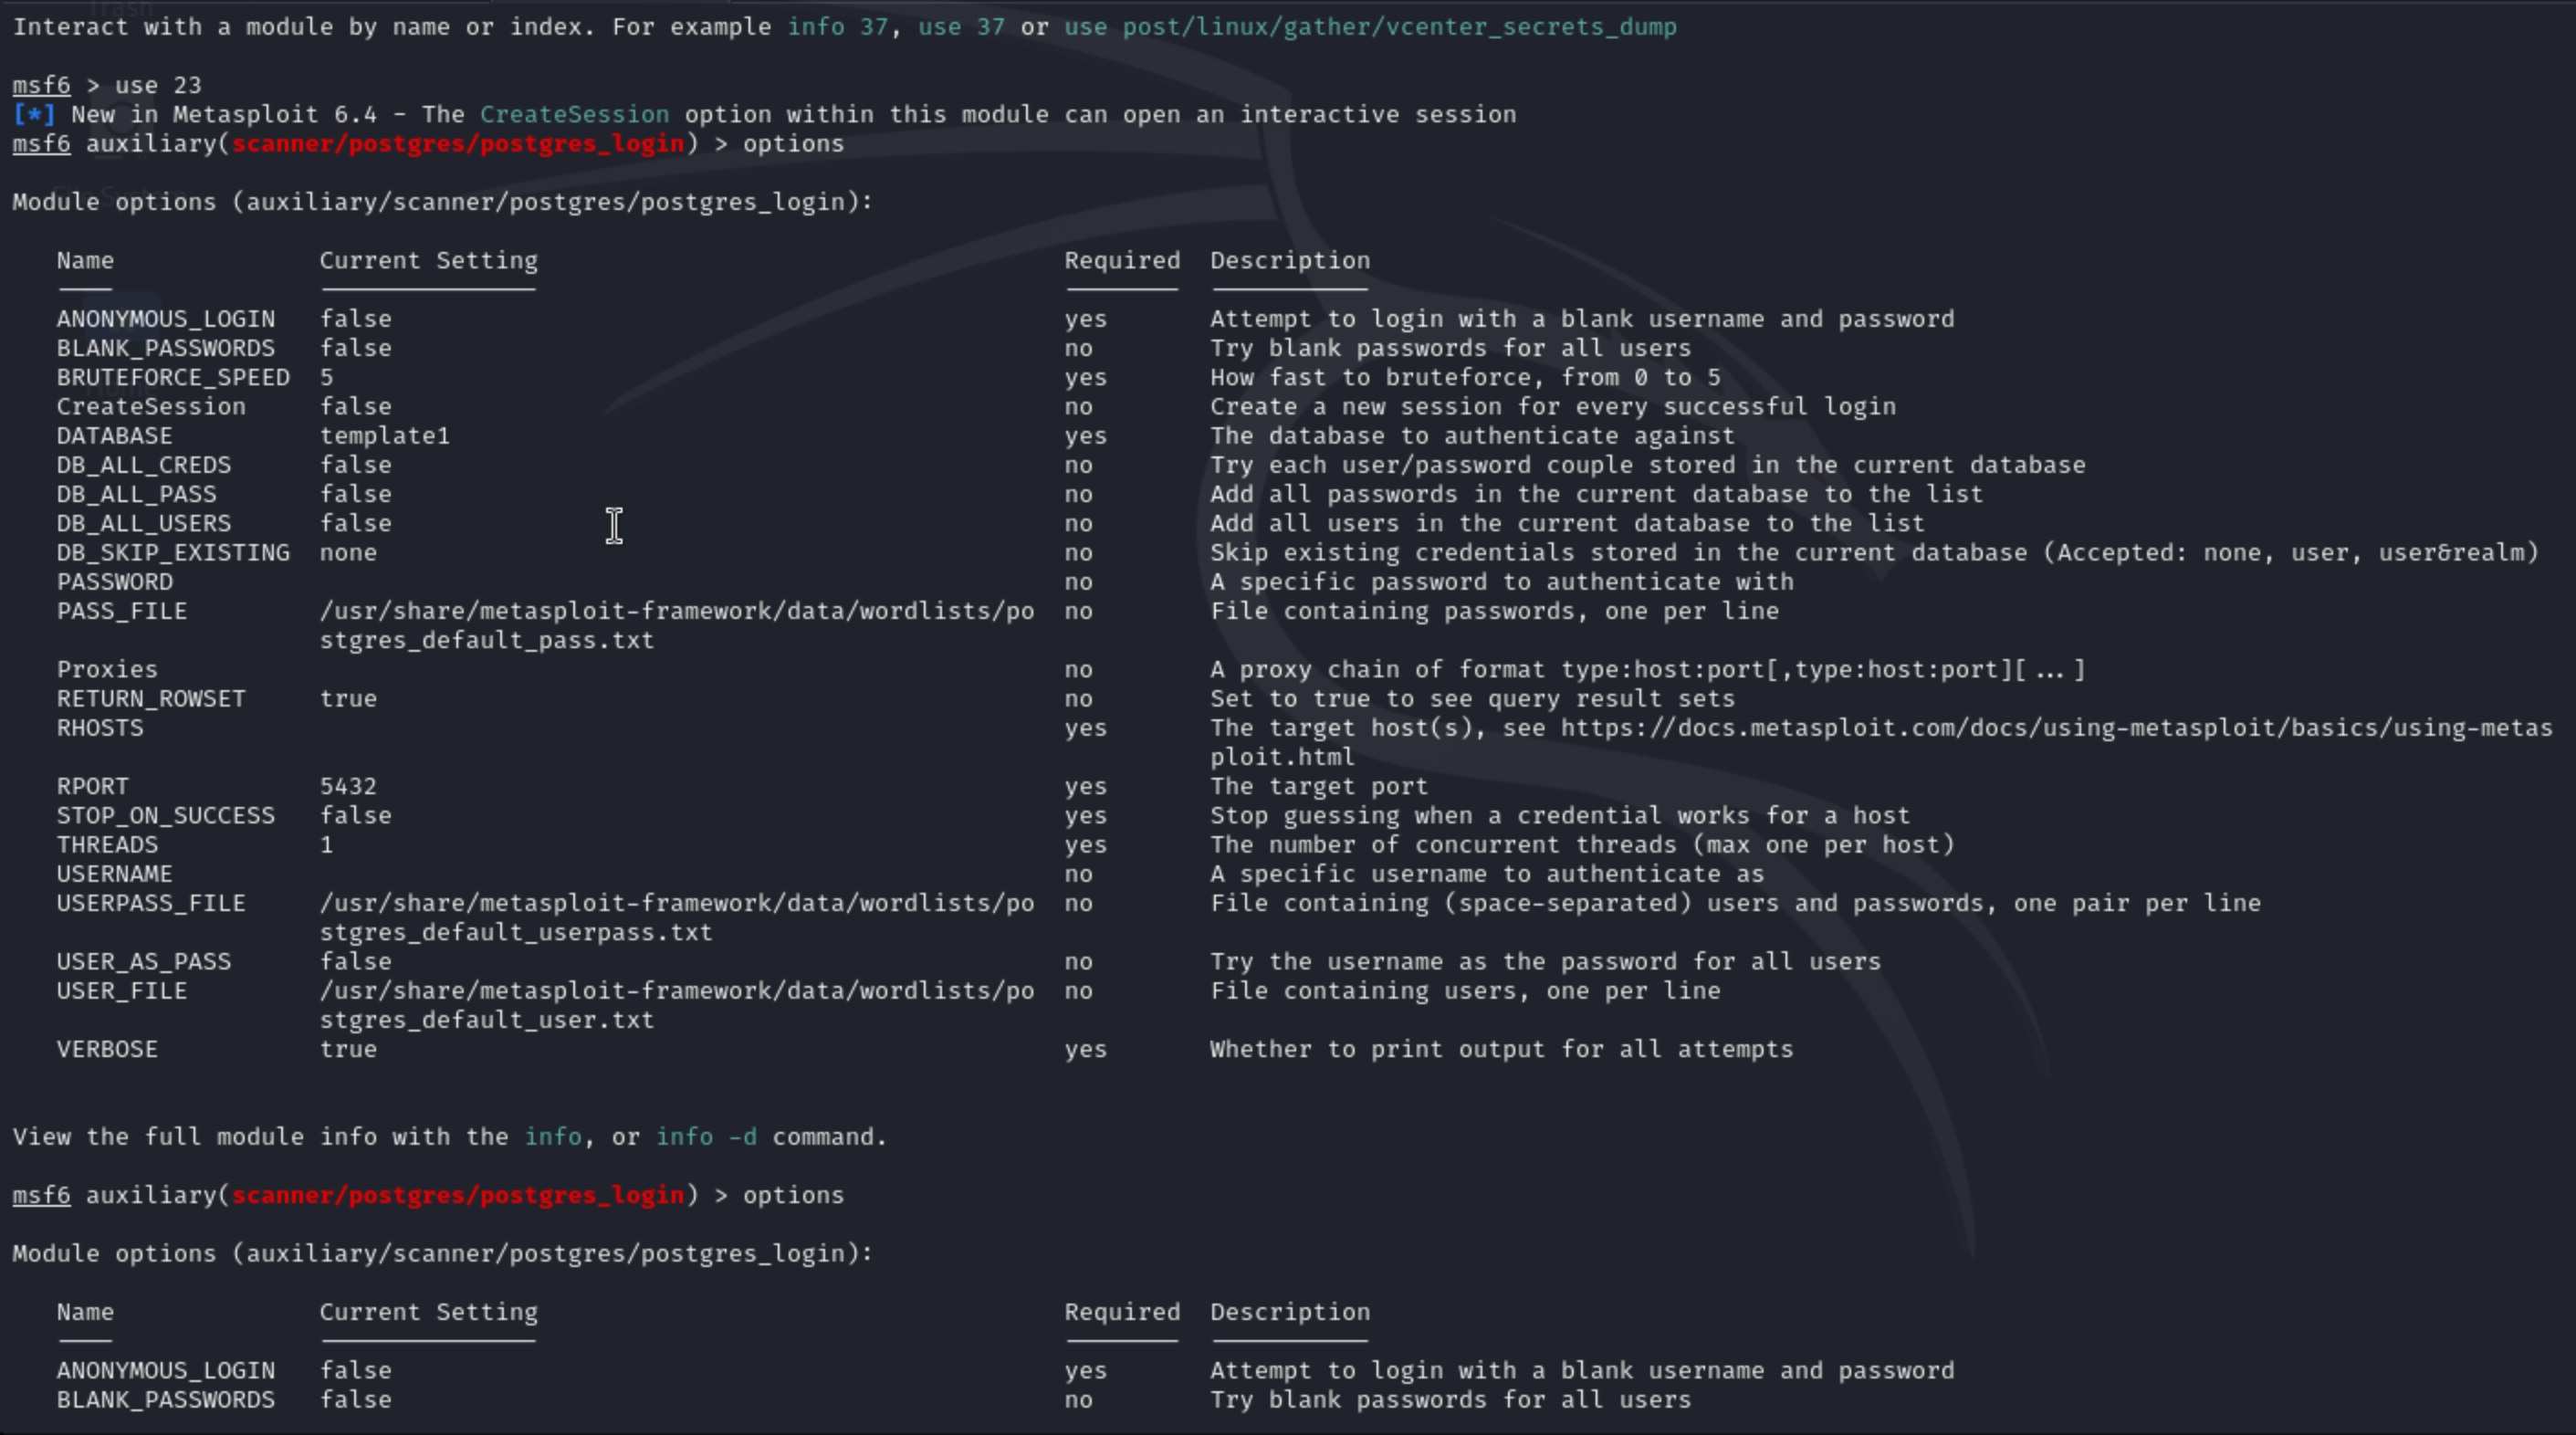 Interact with a module by name or index. For example info 37, use 37 or use post/linux/gather/vcenter_secrets_dump
msf6 > use 23
[*] New in Metasploit 6.4 - The CreateSession option within this module can open an interactive session
msf6 auxiliary(scanner/postgres/postgres_login) > options
Module options (auxiliary/scanner/postgres/postgres_login):
Name Current Setting Required Description
ANONYMOUS_LOGIN false yes Attempt to login with a blank username and password
BLANK_PASSWORDS false no Try blank passwords for all users
BRUTEFORCE_SPEED 5 yes How fast to bruteforce, from 0 to 5
CreateSession false no Create a new session for every successful login
DATABASE template1 yes The database to authenticate against
DB_ALL_CREDS false no Try each user/password couple stored in the current database
DB_ALL_PASS false no Add all passwords in the current database to the list
DB_ALL_USERS false no Add all users in the current database to the list
DB_SKIP_EXISTING none no Skip existing credentials stored in the current database (Accepted: none, user, user&realm)
PASSWORD no A specific password to authenticate with
PASS_FILE /usr/share/metasploit-framework/data/wordlists/po no File containing passwords, one per line
stgres_default_pass.txt
Proxies no A proxy chain of format type:host:port[,type:host:port][...]
RETURN_ROWSET true no Set to true to see query result sets
RHOSTS yes The target host(s), see https://docs.metasploit.com/docs/using-metasploit/basics/using-metas
ploit.html
RPORT 5432 yes The target port
STOP_ON_SUCCESS false yes Stop guessing when a credential works for a host
THREADS 1 yes The number of concurrent threads (max one per host)
USERNAME no A specific username to authenticate as
USERPASS_FILE /usr/share/metasploit-framework/data/wordlists/po no File containing (space-separated) users and passwords, one pair per line
stgres_default_userpass.txt
USER_AS_PASS false no Try the username as the password for all users
USER_FILE /usr/share/metasploit-framework/data/wordlists/po no File containing users, one per line
stgres_default_user.txt
VERBOSE true yes Whether to print output for all attempts
View the full module info with the info, or info -d command.
msf6 auxiliary(scanner/postgres/postgres_login) > options
Module options (auxiliary/scanner/postgres/postgres_login):
Name Current Setting Required Description
ANONYMOUS_LOGIN false yes Attempt to login with a blank username and password
BLANK_PASSWORDS false no Try blank passwords for all users